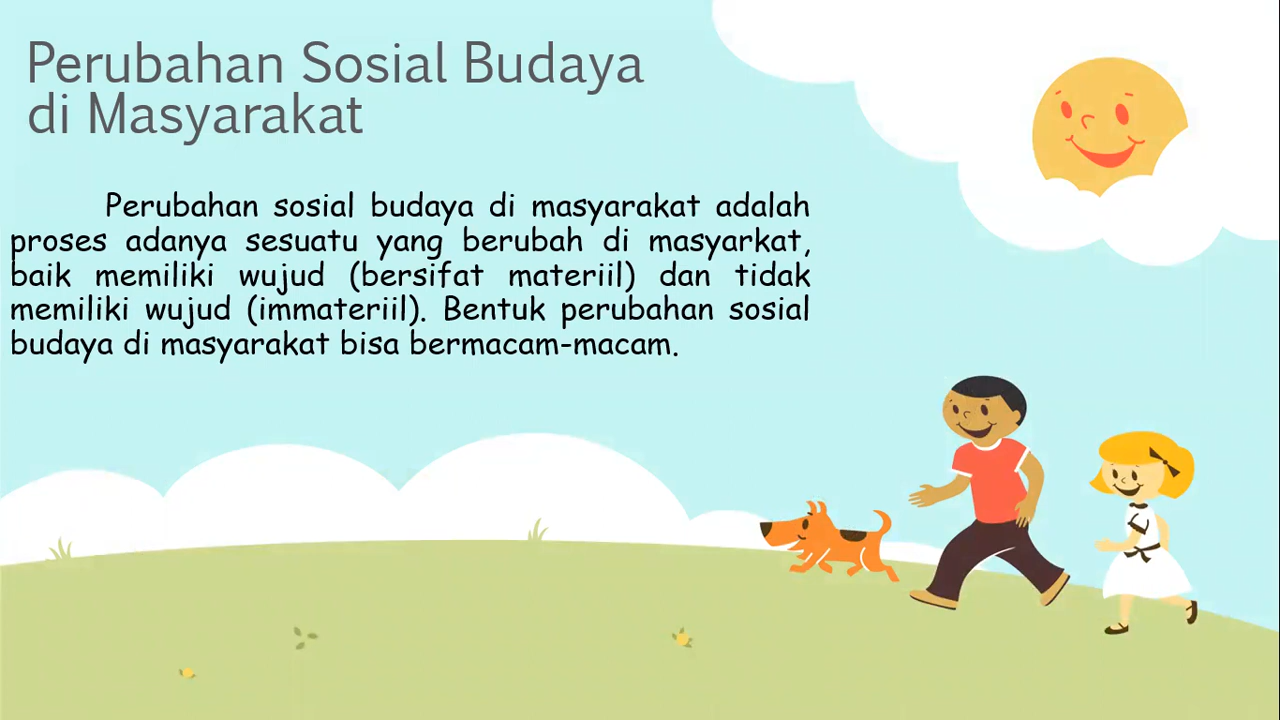 Perubahan Sosial Budaya
di Masyarakat
Perubahan sosial budaya di masyarakat adalah
proses adanya sesuatu yang berubah di masyarkat,
baik memiliki wujud (bersifat materiil) dan tidak
memiliki wujud (immateriil). Bentuk perubahan sosial
budaya di masyarakat bisa bermacam-macam.